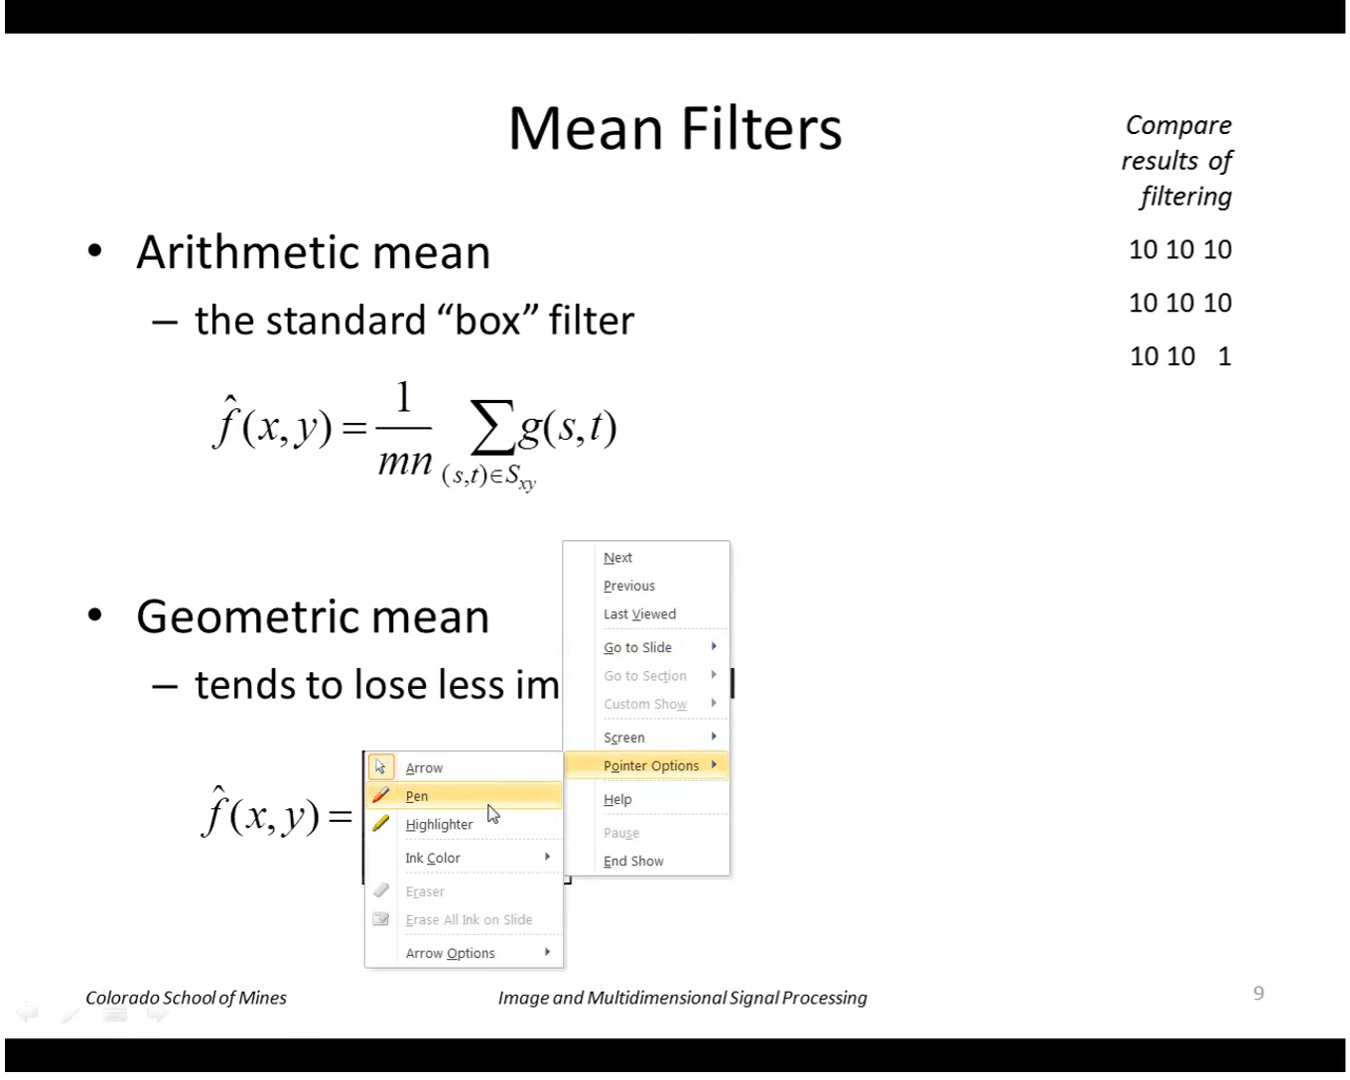 Mean Filters
Compare
results of
filtering
10 10 10
10 10 10
10 10 1
• Arithmetic mean
– the standard “box” filter
f̂(x, y) = 1/mn ∑ g(s,t)
(s,t)∈Sxy
• Geometric mean
– tends to lose less im
f̂(x, y) =
Next
Previous
Last Viewed
Go to Slide
Go to Section
Custom Show
Screen
Pointer Options
Help
Pause
End Show
Arrow
Pen
Highlighter
Ink Color
Eraser
Erase All Ink on Slide
Arrow Options
Colorado School of Mines
Image and Multidimensional Signal Processing
9